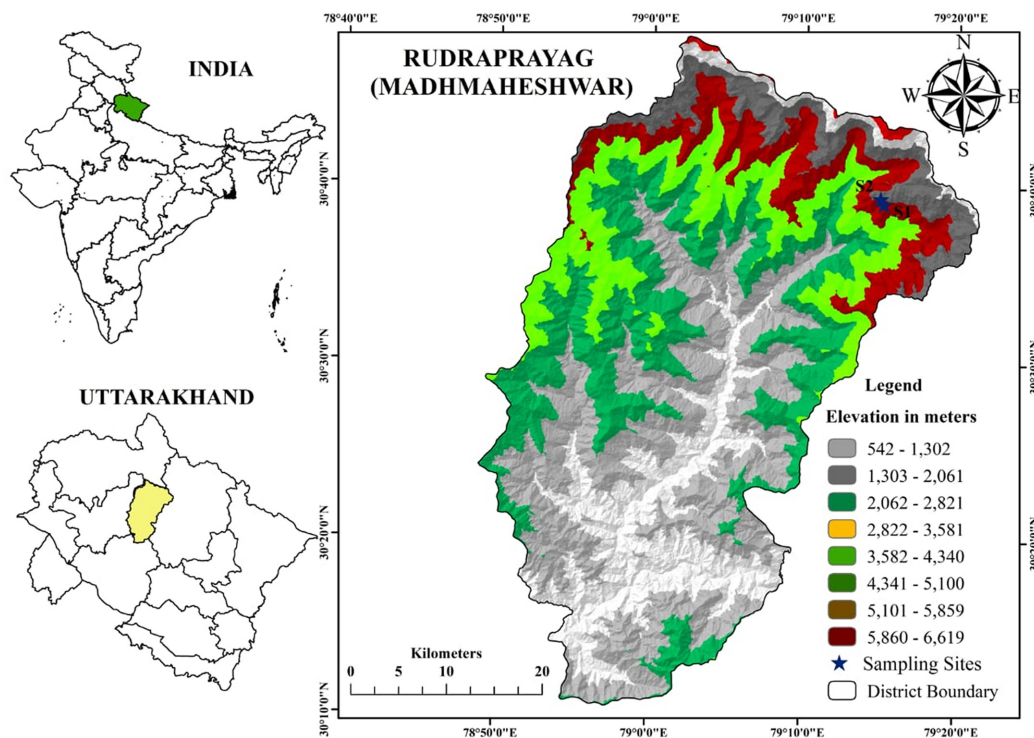 INDIA
UTTARAKHAND
78°40'0"E 78°50'0"E 79°0'0"E 79°10'0"E 79°20'0"E
RUDRAPRAYAG
(MADHMAHESHWAR)
N
W E
S
30°40'0"N
30°30'0"N
30°20'0"N
30°10'0"N
S2
S1
Legend
Elevation in meters
542 - 1,302
1,303 - 2,061
2,062 - 2,821
2,822 - 3,581
3,582 - 4,340
4,341 - 5,100
5,101 - 5,859
5,860 - 6,619
Sampling Sites
District Boundary
Kilometers
0 5 10 20
78°50'0"E 79°0'0"E 79°10'0"E 79°20'0"E